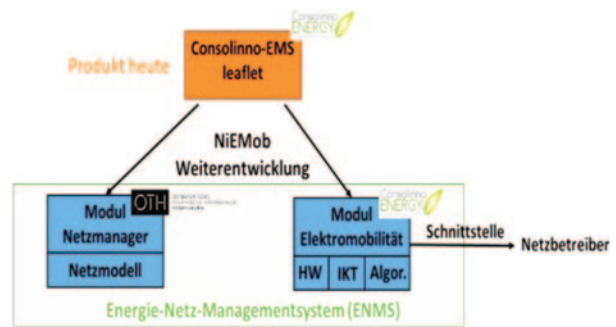 Consolinno
ENERGY
Produkt heute
Consolinno-EMS
leaflet
NiEMob
Weiterentwicklung
OTH
Consolinno
ENERGY
Modul
Netzmanager
Netzmodell
Modul
Elektromobilität
HW IKT Algor.
Schnittstelle
Netzbetreiber
Energie-Netz-Managementsystem (ENMS)